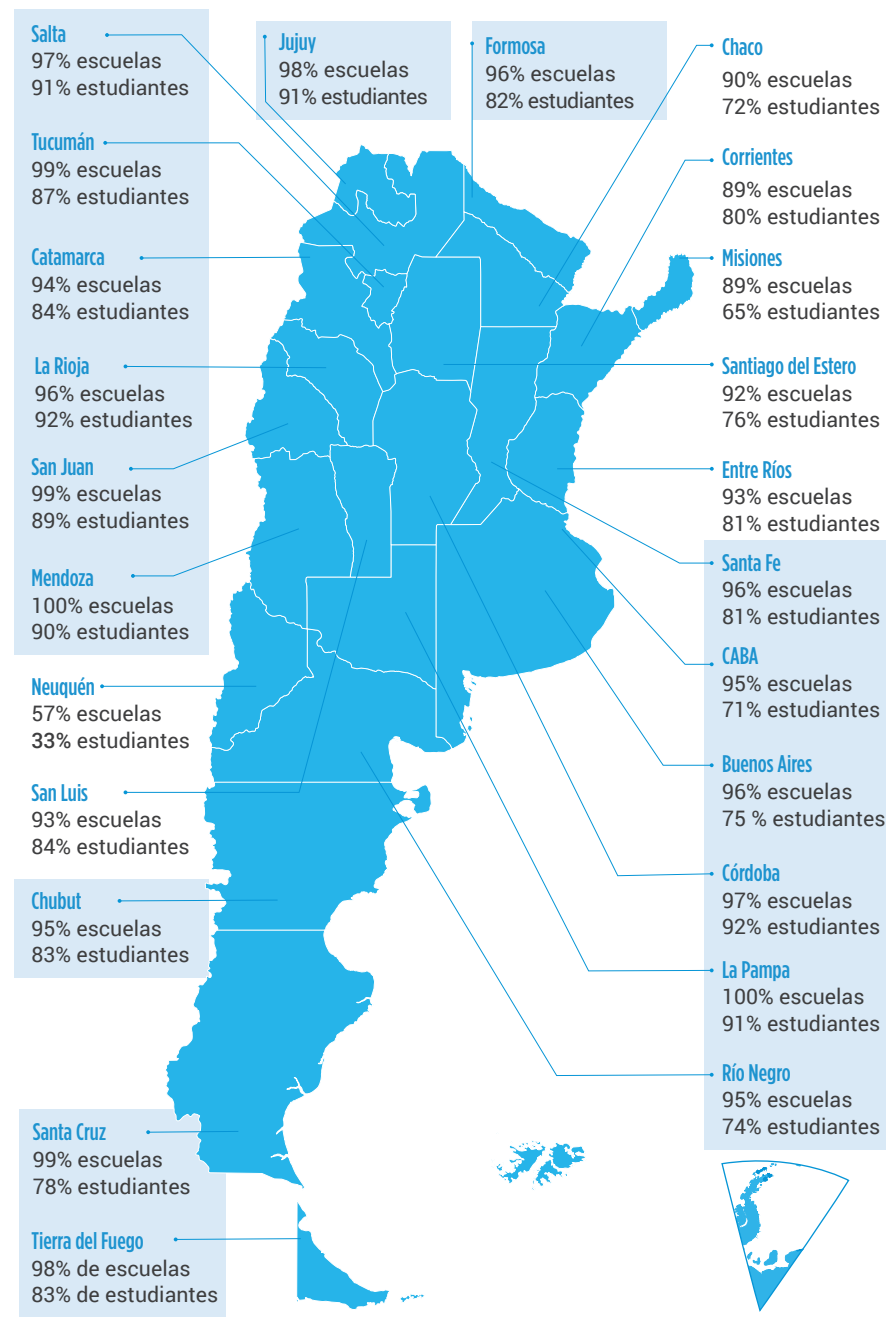 Salta
97% escuelas
91% estudiantes
Jujuy
98% escuelas
91% estudiantes
Formosa
96% escuelas
82% estudiantes
Chaco
90% escuelas
72% estudiantes
Tucumán
99% escuelas
87% estudiantes
Corrientes
89% escuelas
80% estudiantes
Catamarca
94% escuelas
84% estudiantes
Misiones
89% escuelas
65% estudiantes
La Rioja
96% escuelas
92% estudiantes
Santiago del Estero
92% escuelas
76% estudiantes
San Juan
99% escuelas
89% estudiantes
Entre Ríos
93% escuelas
81% estudiantes
Mendoza
100% escuelas
90% estudiantes
Santa Fe
96% escuelas
81% estudiantes
CABA
95% escuelas
71% estudiantes
Neuquén
57% escuelas
33% estudiantes
Buenos Aires
96% escuelas
75 % estudiantes
San Luis
93% escuelas
84% estudiantes
Córdoba
97% escuelas
92% estudiantes
Chubut
95% escuelas
83% estudiantes
La Pampa
100% escuelas
91% estudiantes
Río Negro
95% escuelas
74% estudiantes
Santa Cruz
99% escuelas
78% estudiantes
Tierra del Fuego
98% de escuelas
83% de estudiantes